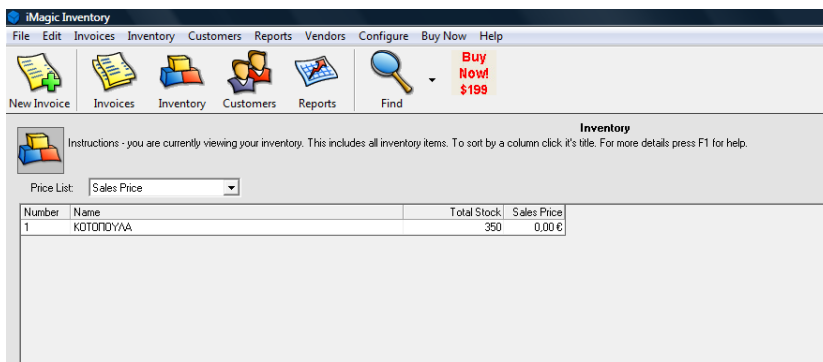 iMagic Inventory
File Edit Invoices Inventory Customers Reports Vendors Configure Buy Now Help
Buy
Now!
$199
New Invoice Invoices Inventory Customers Reports Find
Inventory
Instructions - you are currently viewing your inventory. This includes all inventory items. To sort by a column click it's title. For more details press F1 for help.
Price List: Sales Price
Number Name Total Stock Sales Price
1 ΚΟΤΟΠΟΥΛΑ 350 0,00 €